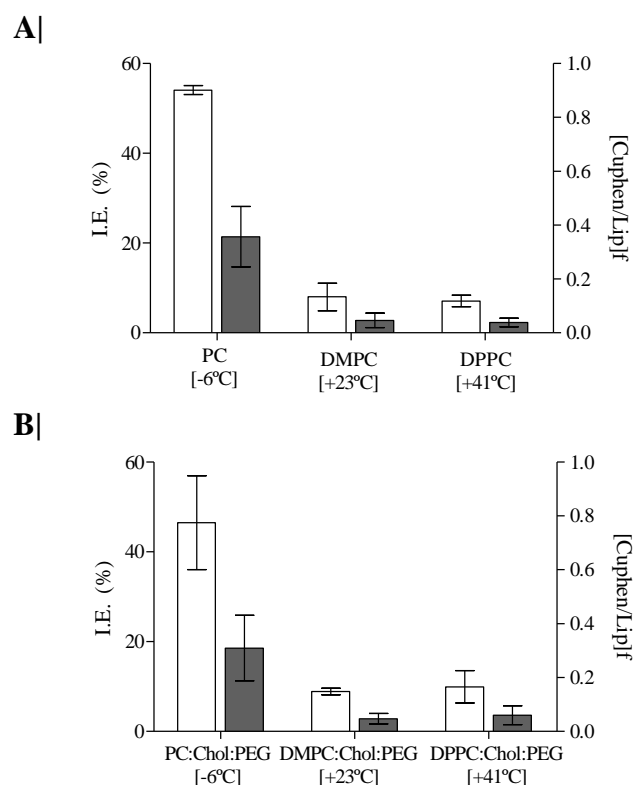 A|
60
40
20
0
I.E. (%)
1.0
0.8
0.6
0.4
0.2
0.0
[Cuphen/Lip]f
PC DMPC DPPC
[-6ºC] [+23ºC] [+41ºC]
B|
60
40
20
0
I.E. (%)
1.0
0.8
0.6
0.4
0.2
0.0
[Cuphen/Lip]f
PC:Chol:PEG DMPC:Chol:PEG DPPC:Chol:PEG
[-6ºC] [+23ºC] [+41ºC]